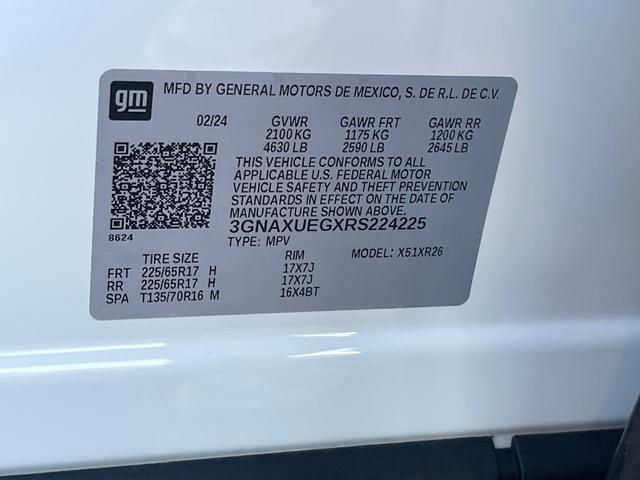 gm MFD BY GENERAL MOTORS DE MEXICO, S. DE R.L. DE C.V.
02/24 GVWR GAWR FRT GAWR RR
2100 KG 1175 KG 1200 KG
4630 LB 2590 LB 2645 LB
THIS VEHICLE CONFORMS TO ALL
APPLICABLE U.S. FEDERAL MOTOR
VEHICLE SAFETY AND THEFT PREVENTION
STANDARDS IN EFFECT ON THE DATE OF
MANUFACTURE SHOWN ABOVE.
8624 3GNAXUEGXRS224225
TYPE: MPV MODEL: X51XR26
TIRE SIZE RIM
FRT 225/65R17 H 17X7J
RR 225/65R17 H 17X7J
SPA T135/70R16 M 16X4BT